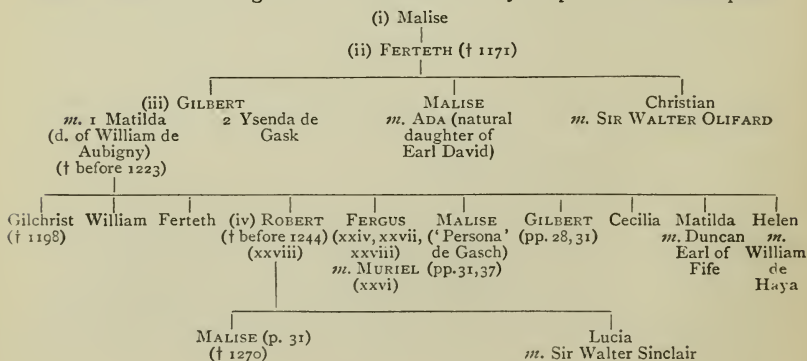 (i) Malise
(ii) FERTETH († 1171)
(iii) GILBERT
m. 1 Matilda
(d. of William de
Aubigny)
(† before 1223)
2 Ysenda de
Gask
MALISE
m. ADA (natural
daughter of
Earl David)
Christian
m. SIR WALTER OLIFARD
Gilchrist
(† 1198)
William
Ferteth
(iv) ROBERT
(† before 1244)
(xxviii)
FERGUS
(xxiv, xxvii,
xxviii)
m. MURIEL
(xxvi)
MALISE
('Persona'
de Gasch)
(pp. 31, 37)
GILBERT
(pp. 28, 31)
Cecilia
Matilda
m. Duncan
Earl of
Fife
Helen
m.
William
de
Haya
MALISE (p. 31)
(† 1270)
Lucia
m. Sir Walter Sinclair